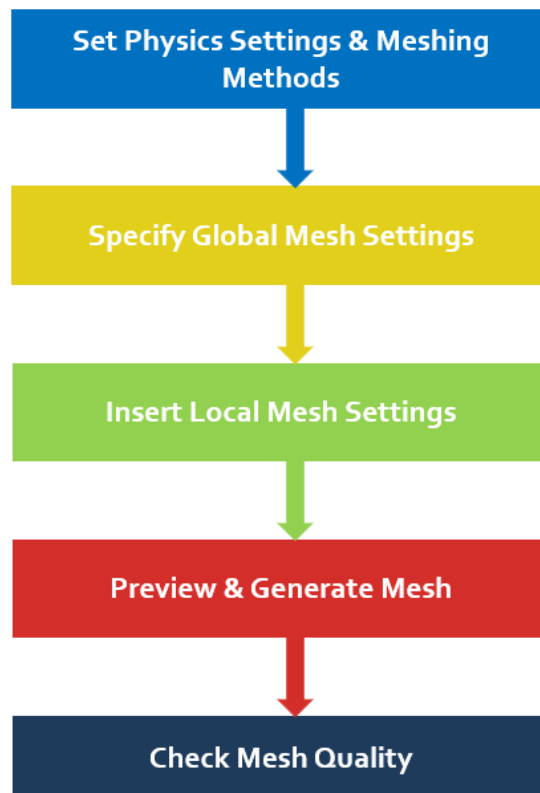 Set Physics Settings & Meshing
Methods
Specify Global Mesh Settings
Insert Local Mesh Settings
Preview & Generate Mesh
Check Mesh Quality